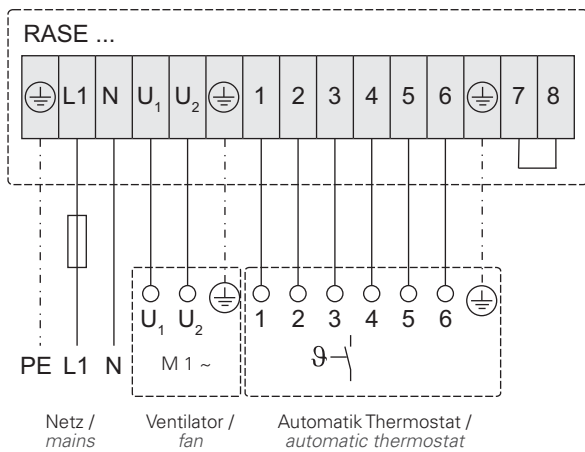 RASE ...
L1 N U1 U2 1 2 3 4 5 6 7 8
U1 U2 1 2 3 4 5 6
PE L1 N M 1 ~ ϑ
Netz / Ventilator / Automatik Thermostat /
mains fan automatic thermostat